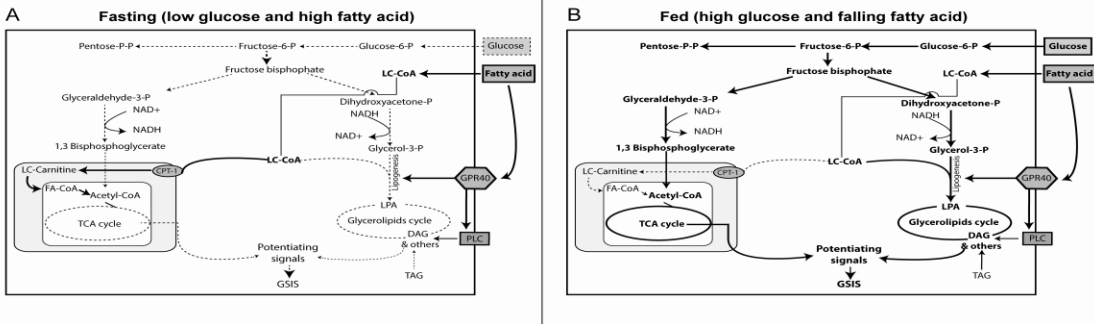 A
Fasting (low glucose and high fatty acid)
Pentose-P-P
Fructose-6-P
Glucose-6-P
Glucose
Fructose bisphophate
LC-CoA
Fatty acid
Glyceraldehyde-3-P
Dihydroxyacetone-P
NAD+
NADH
NADH
NAD+
1,3 Bisphosphoglycerate
Glycerol-3-P
LC-CoA
LC-Carnitine
CPT-1
Lipogenesis
GPR40
FA-CoA
Acetyl-CoA
LPA
TCA cycle
Glycerolipids cycle
DAG
& others
PLC
Potentiating
signals
TAG
GSIS
B
Fed (high glucose and falling fatty acid)
Pentose-P-P
Fructose-6-P
Glucose-6-P
Glucose
Fructose bisphophate
LC-CoA
Fatty acid
Glyceraldehyde-3-P
Dihydroxyacetone-P
NAD+
NADH
NADH
NAD+
1,3 Bisphosphoglycerate
Glycerol-3-P
LC-CoA
LC-Carnitine
CPT-1
Lipogenesis
GPR40
FA-CoA
Acetyl-CoA
LPA
TCA cycle
Glycerolipids cycle
DAG
& others
PLC
Potentiating
signals
TAG
GSIS